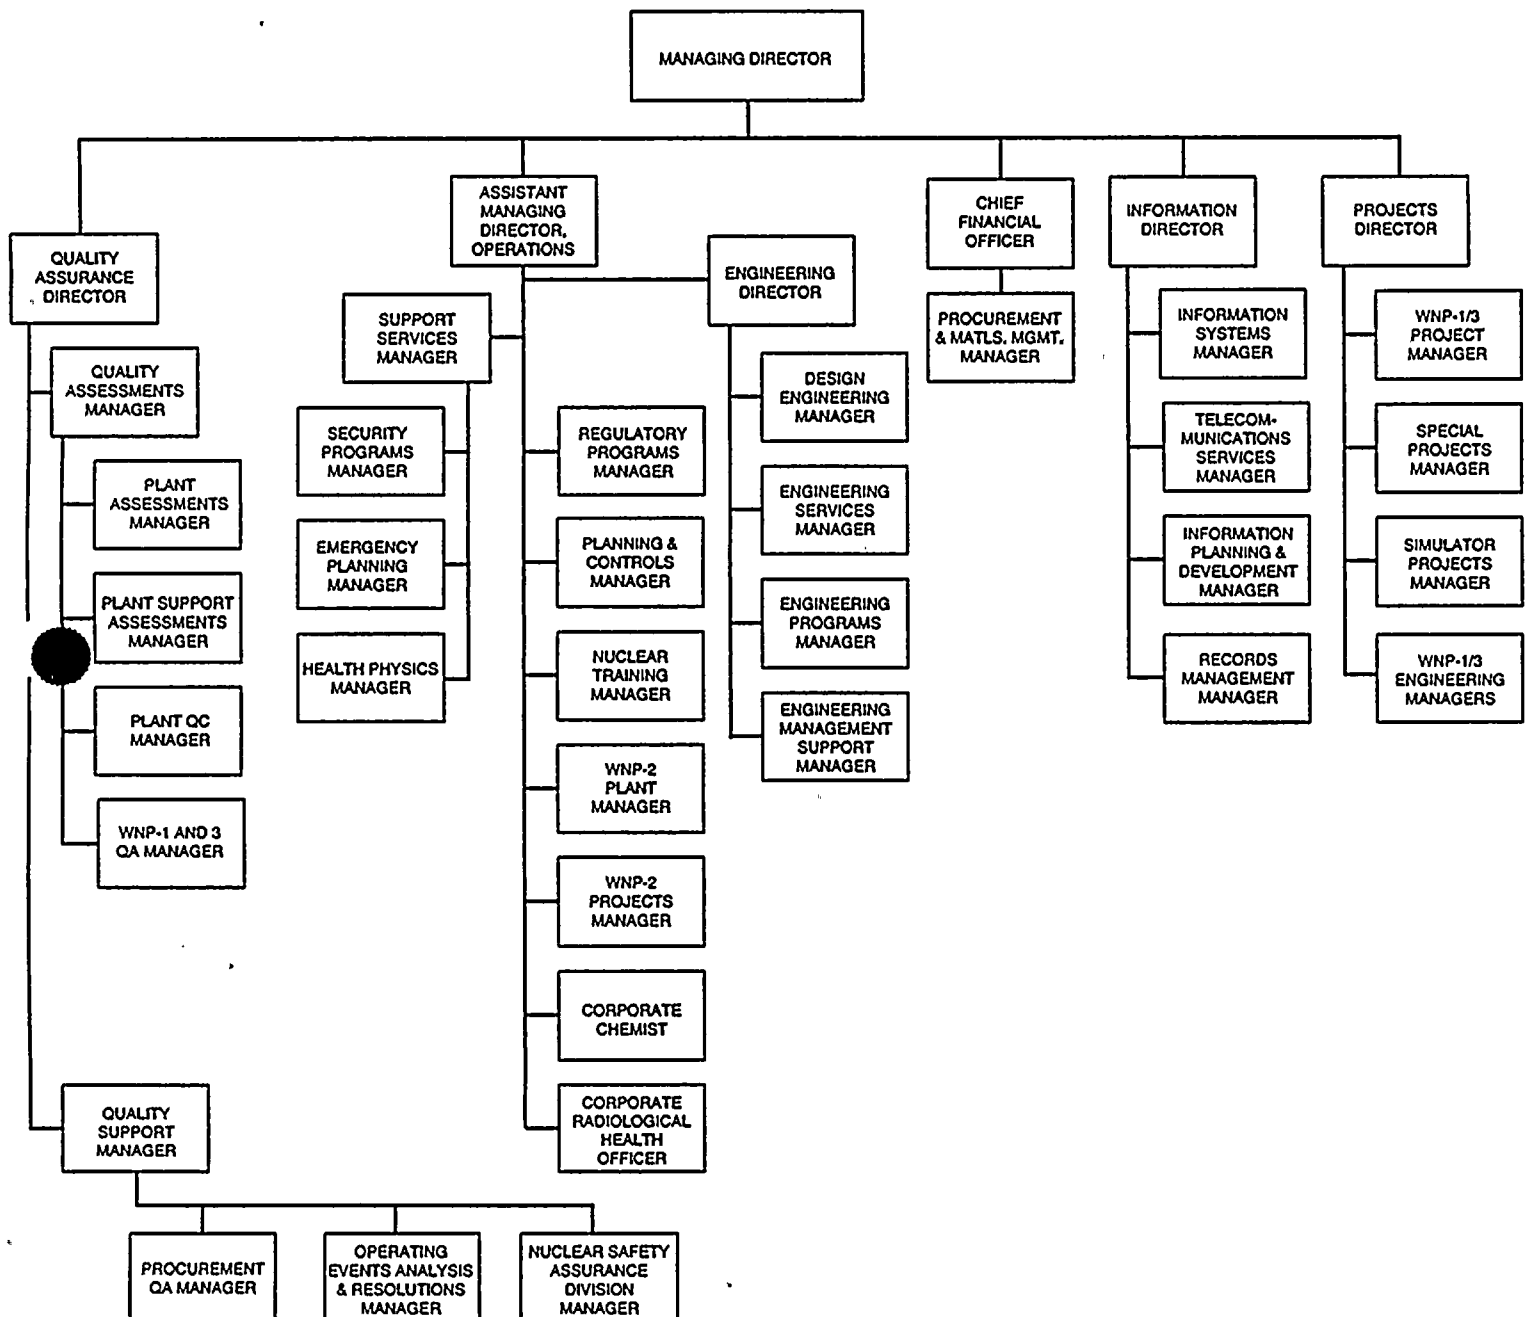 MANAGING DIRECTOR
QUALITY
ASSURANCE
DIRECTOR
QUALITY
ASSESSMENTS
MANAGER
PLANT
ASSESSMENTS
MANAGER
PLANT SUPPORT
ASSESSMENTS
MANAGER
PLANT QC
MANAGER
WNP-1 AND 3
QA MANAGER
QUALITY
SUPPORT
MANAGER
PROCUREMENT
QA MANAGER
OPERATING
EVENTS ANALYSIS
& RESOLUTIONS
MANAGER
NUCLEAR SAFETY
ASSURANCE
DIVISION
MANAGER
ASSISTANT
MANAGING
DIRECTOR,
OPERATIONS
SUPPORT
SERVICES
MANAGER
SECURITY
PROGRAMS
MANAGER
EMERGENCY
PLANNING
MANAGER
HEALTH PHYSICS
MANAGER
REGULATORY
PROGRAMS
MANAGER
PLANNING &
CONTROLS
MANAGER
NUCLEAR
TRAINING
MANAGER
WNP-2
PLANT
MANAGER
WNP-2
PROJECTS
MANAGER
CORPORATE
CHEMIST
CORPORATE
RADIOLOGICAL
HEALTH
OFFICER
ENGINEERING
DIRECTOR
DESIGN
ENGINEERING
MANAGER
ENGINEERING
SERVICES
MANAGER
ENGINEERING
PROGRAMS
MANAGER
ENGINEERING
MANAGEMENT
SUPPORT
MANAGER
CHIEF
FINANCIAL
OFFICER
PROCUREMENT
& MATLS. MGMT.
MANAGER
INFORMATION
DIRECTOR
INFORMATION
SYSTEMS
MANAGER
TELECOM-
MUNICATIONS
SERVICES
MANAGER
INFORMATION
PLANNING &
DEVELOPMENT
MANAGER
RECORDS
MANAGEMENT
MANAGER
PROJECTS
DIRECTOR
WNP-1/3
PROJECT
MANAGER
SPECIAL
PROJECTS
MANAGER
SIMULATOR
PROJECTS
MANAGER
WNP-1/3
ENGINEERING
MANAGERS